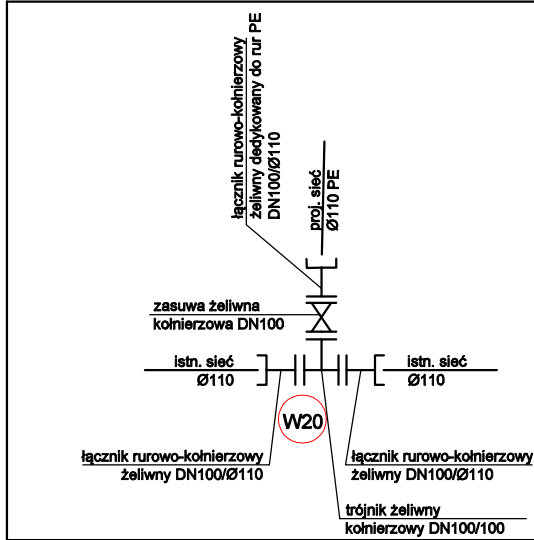 łącznik rurowo-kołnierzowy
żeliwny dedykowany do rur PE
DN100/Ø110
proj. sieć
Ø110 PE
zasuwa żeliwna
kołnierzowa DN100
istn. sieć
Ø110
istn. sieć
Ø110
W20
łącznik rurowo-kołnierzowy
żeliwny DN100/Ø110
łącznik rurowo-kołnierzowy
żeliwny DN100/Ø110
trójnik żeliwny
kołnierzowy DN100/100